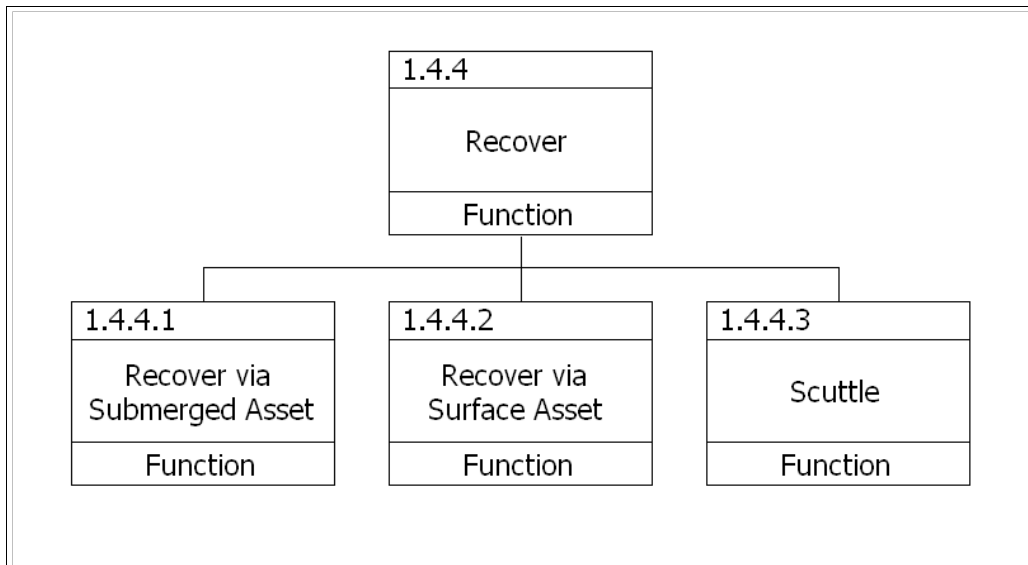 1.4.4
Recover
Function
1.4.4.1
Recover via
Submerged Asset
Function
1.4.4.2
Recover via
Surface Asset
Function
1.4.4.3
Scuttle
Function